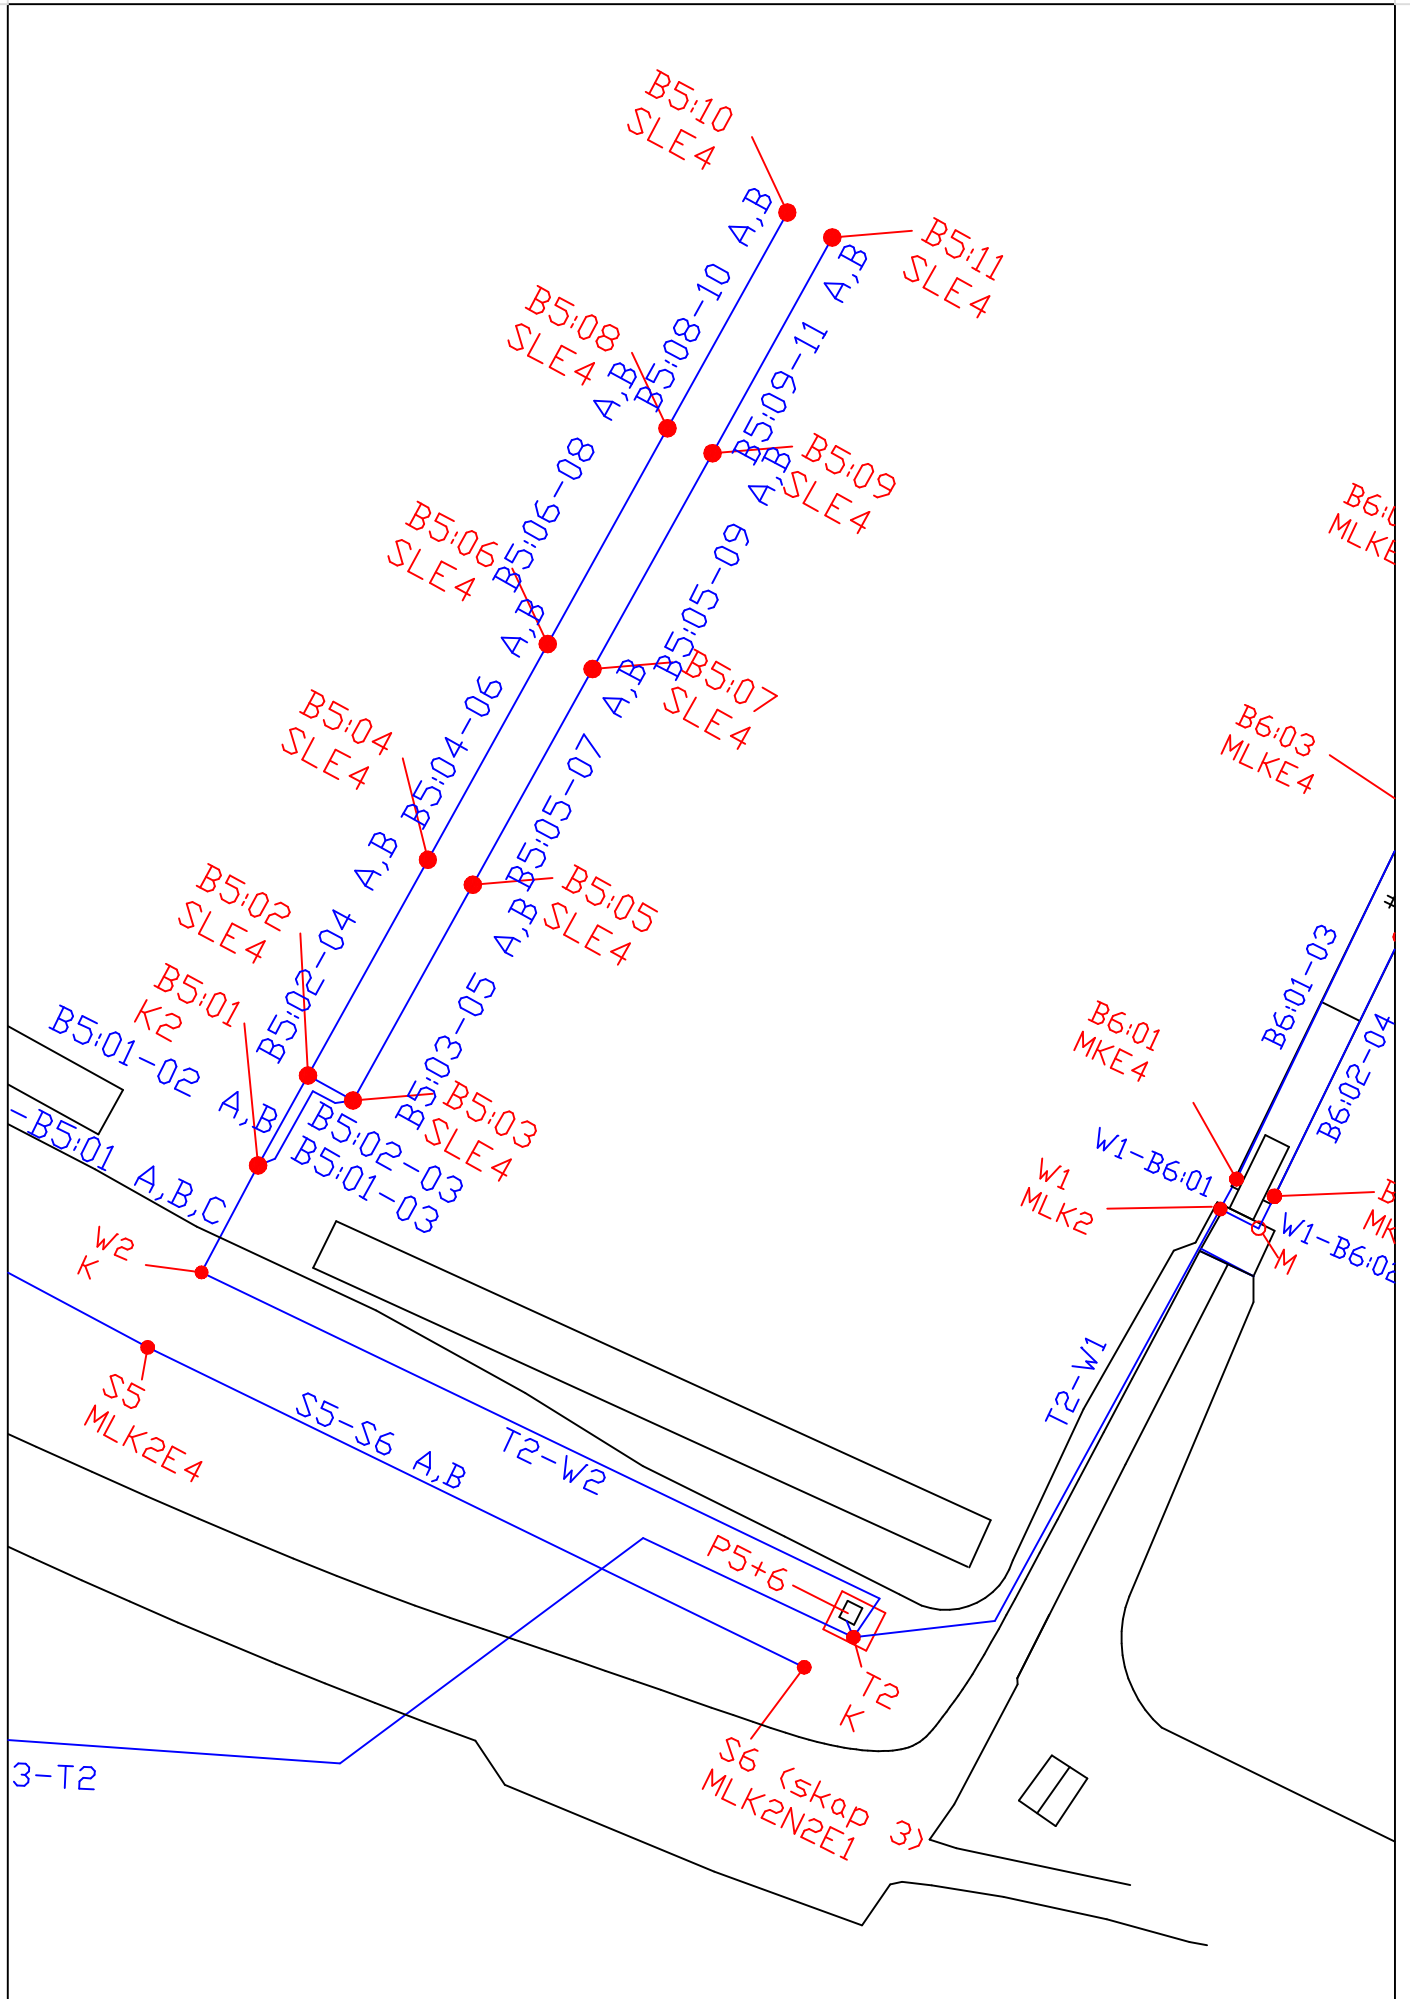 B5:10
SLE4
B5:08-10 A,B
B5:11
SLE4
B5:09-11 A,B
B5:08
SLE4
B5:06-08 A,B
B5:09
SLE4
B5:05-09 A,B
B5:06
SLE4
B5:04-06 A,B
B5:07
SLE4
B5:05-07 A,B
B5:04
SLE4
B5:02-04 A,B
B5:05
SLE4
B5:03-05 A,B
B5:02
SLE4
B5:01
K2
B5:01-02 A,B
B5:03
SLE4
B5:02-03
B5:01-03
-B5:01 A,B,C
W2
K
S5
MLK2E4
S5-S6 A,B
T2-W2
P5+6
T2
K
S6 (skap 3)
MLK2N2E1
3-T2
T2-W1
B6:03
MLKE4
B6:01-03
B6:02-04
B6:01
MKE4
W1-B6:01
W1
MLK2
W1-B6:02
M